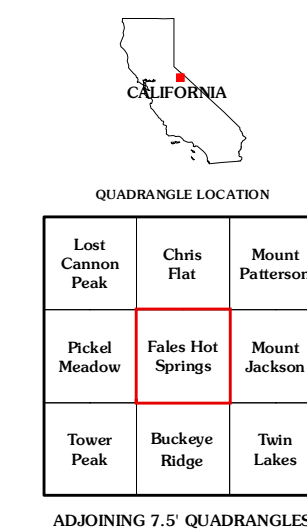 CALIFORNIA
QUADRANGLE LOCATION
Lost
Cannon
Peak
Chris
Flat
Mount
Patterson
Pickel
Meadow
Fales Hot
Springs
Mount
Jackson
Tower
Peak
Buckeye
Ridge
Twin
Lakes
ADJOINING 7.5' QUADRANGLES